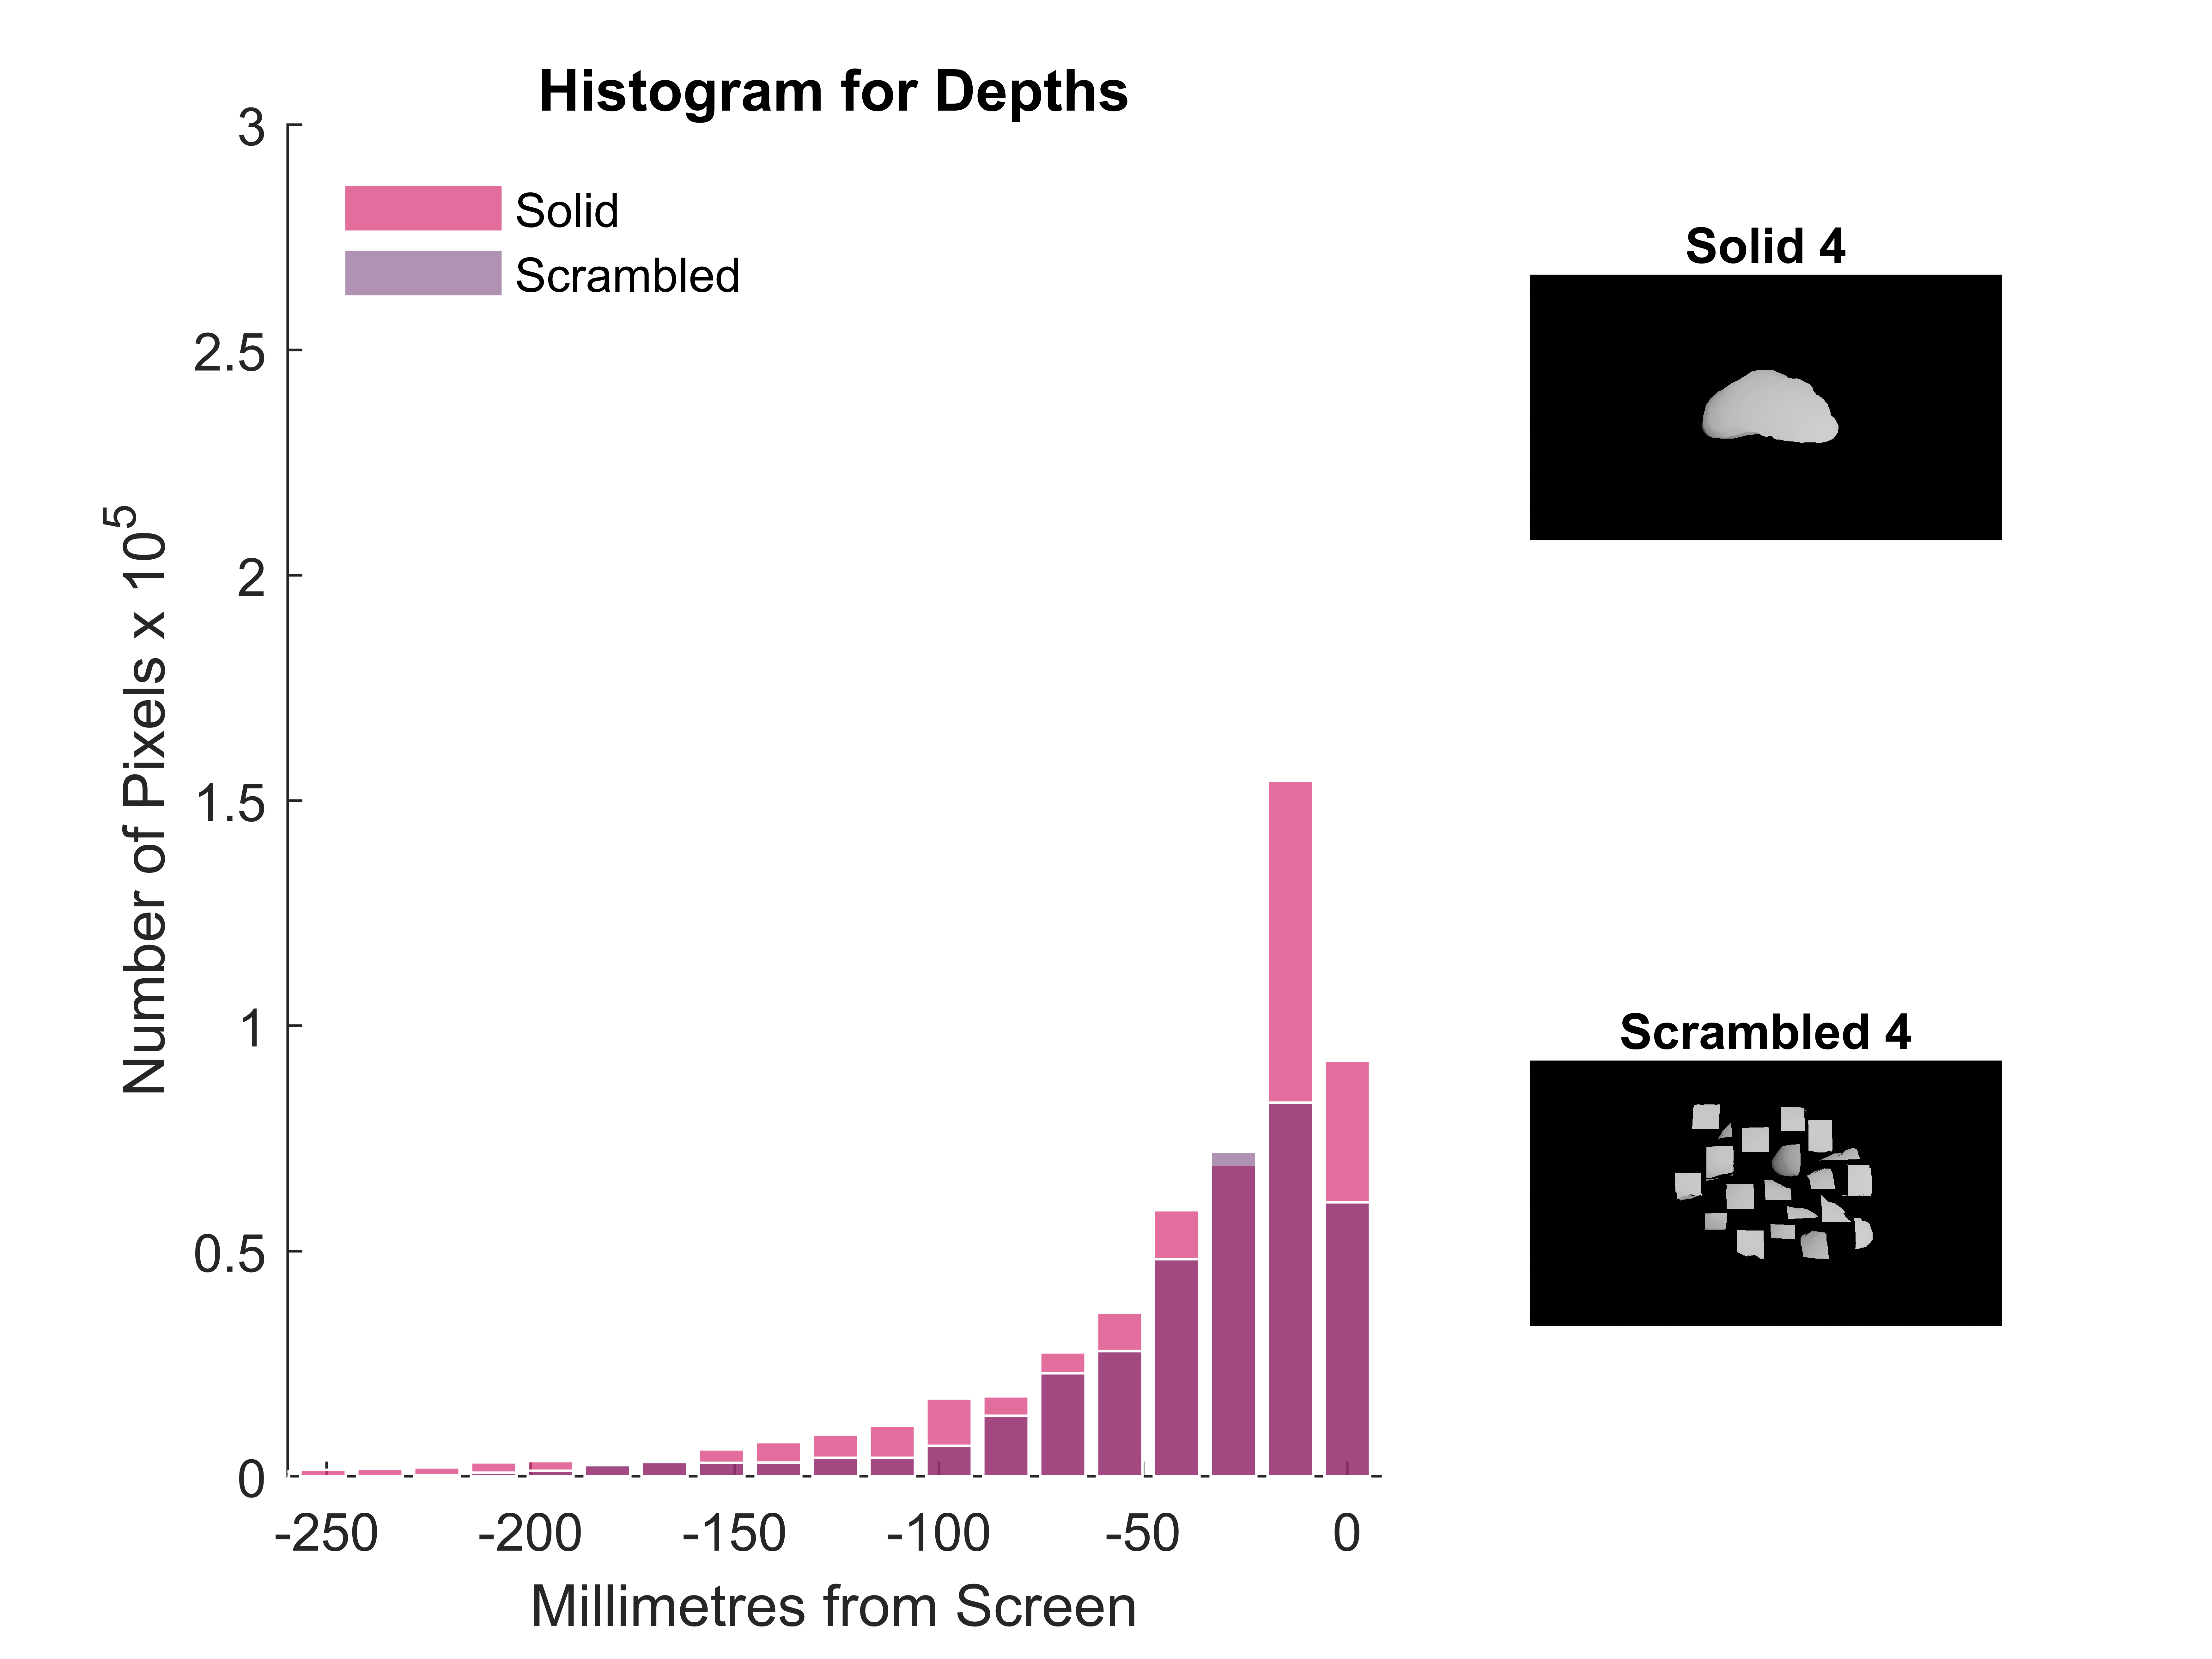 Histogram for Depths
3
2.5
2
1.5
1
0.5
0
Number of Pixels x 10^5
Solid
Scrambled
-250 -200 -150 -100 -50 0
Millimetres from Screen
Solid 4
Scrambled 4